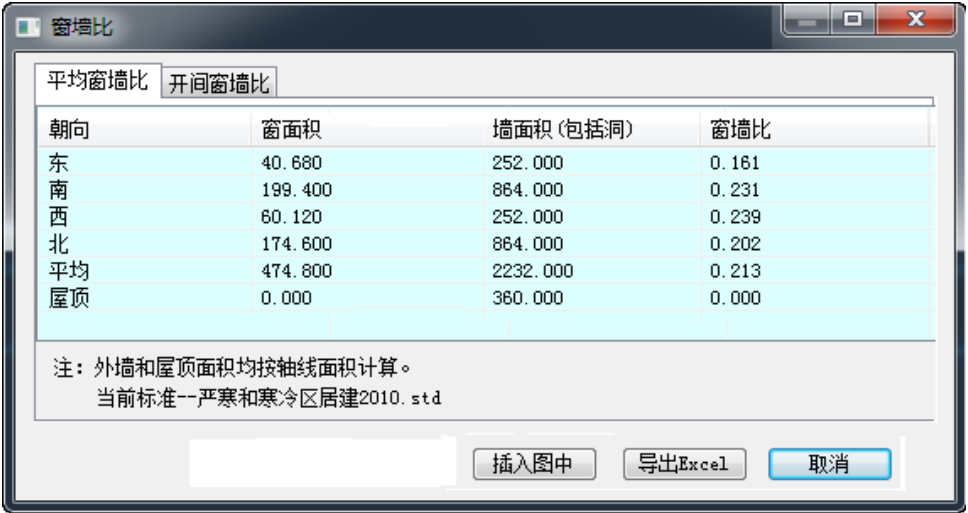 窗墙比
平均窗墙比 开间窗墙比
朝向 窗面积 墙面积(包括洞) 窗墙比
东 40.680 252.000 0.161
南 199.400 864.000 0.231
西 60.120 252.000 0.239
北 174.600 864.000 0.202
平均 474.800 2232.000 0.213
屋顶 0.000 360.000 0.000
注：外墙和屋顶面积均按轴线面积计算。
当前标准--严寒和寒冷区居建2010.std
插入图中 导出Excel 取消